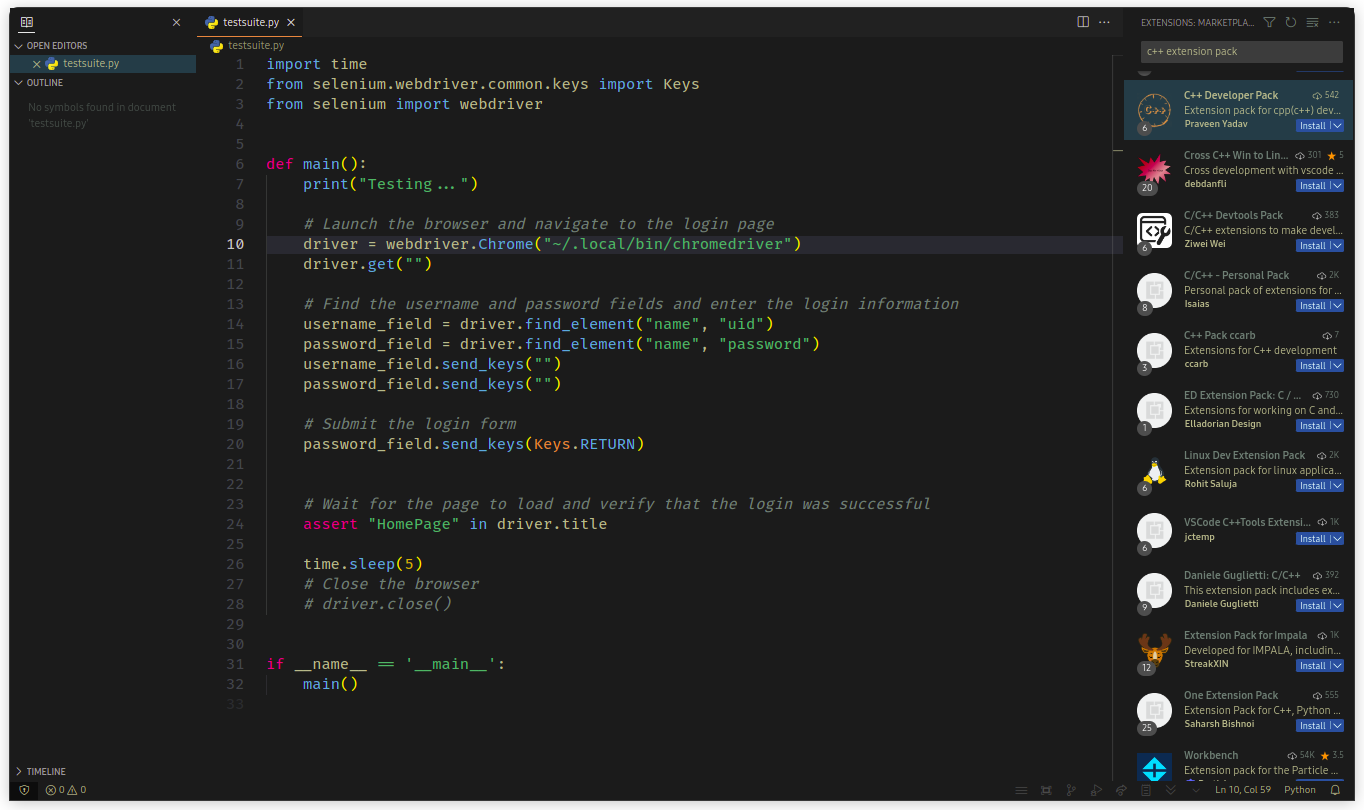 testsuite.py
EXTENSIONS: MARKETPLA...
OPEN EDITORS
testsuite.py
OUTLINE
No symbols found in document
'testsuite.py'
TIMELINE
testsuite.py
1 import time
2 from selenium.webdriver.common.keys import Keys
3 from selenium import webdriver
4
5
6 def main():
7 print("Testing...")
8
9 # Launch the browser and navigate to the login page
10 driver = webdriver.Chrome("~/.local/bin/chromedriver")
11 driver.get("")
12
13 # Find the username and password fields and enter the login information
14 username_field = driver.find_element("name", "uid")
15 password_field = driver.find_element("name", "password")
16 username_field.send_keys("")
17 password_field.send_keys("")
18
19 # Submit the login form
20 password_field.send_keys(Keys.RETURN)
21
22
23 # Wait for the page to load and verify that the login was successful
24 assert "HomePage" in driver.title
25
26 time.sleep(5)
27 # Close the browser
28 # driver.close()
29
30
31 if __name__ == '__main__':
32 main()
33
c++ extension pack
C++ Developer Pack 542
Extension pack for cpp(c++) dev...
6 Praveen Yadav Install
Cross C++ Win to Lin... 301 5
Cross development with vscode ...
20 debdanfli Install
C/C++ Devtools Pack 383
C/C++ extensions to make devel...
6 Ziwei Wei Install
C/C++ - Personal Pack 2K
Personal pack of extensions for ...
8 Isaias Install
C++ Pack ccarb 7
Extensions for C++ development
3 ccarb Install
ED Extension Pack: C / ... 730
Extensions for working on C and...
1 Elladorian Design Install
Linux Dev Extension Pack 2K
Extension pack for linux applica...
6 Rohit Saluja Install
VSCode C++Tools Extensi... 1K
6 jctemp Install
Daniele Guglietti: C/C++ 392
This extension pack includes ex...
9 Daniele Guglietti Install
Extension Pack for Impala 1K
Developed for IMPALA, includin...
12 StreakXIN Install
One Extension Pack 555
Extension Pack for C++, Python ...
25 Saharsh Bishnoi Install
Workbench 54K 3.5
Extension pack for the Particle ...
0 0
Ln 10, Col 59 Python